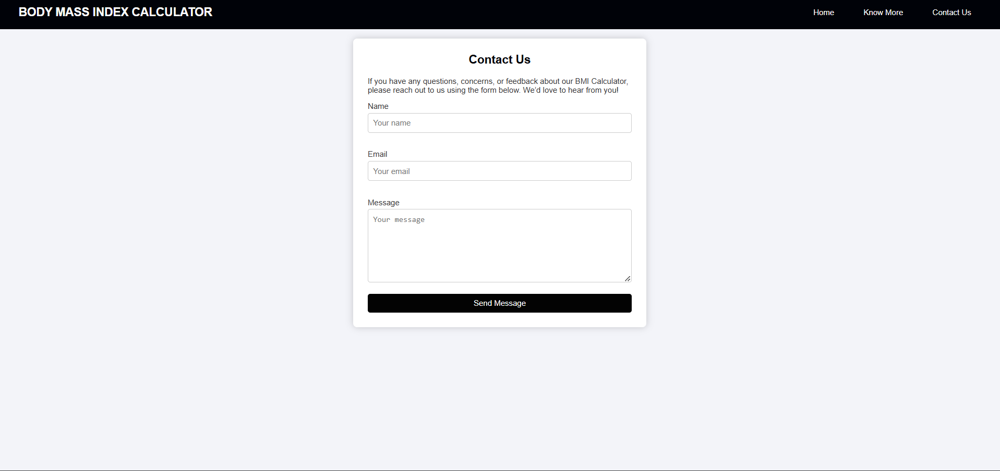 BODY MASS INDEX CALCULATOR
Home
Know More
Contact Us
Contact Us
If you have any questions, concerns, or feedback about our BMI Calculator,
please reach out to us using the form below. We'd love to hear from you!
Name
Your name
Email
Your email
Message
Your message
Send Message